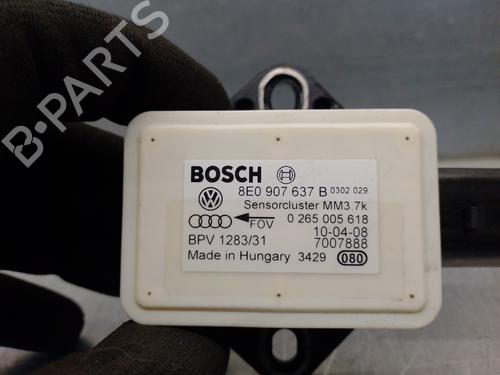 BOSCH
8E0 907 637 B 0302 029
Sensorcluster MM3.7k
FOV 0 265 005 618
BPV 1283/31 10-04-08
7007888
Made in Hungary 3429 080
B-Parts